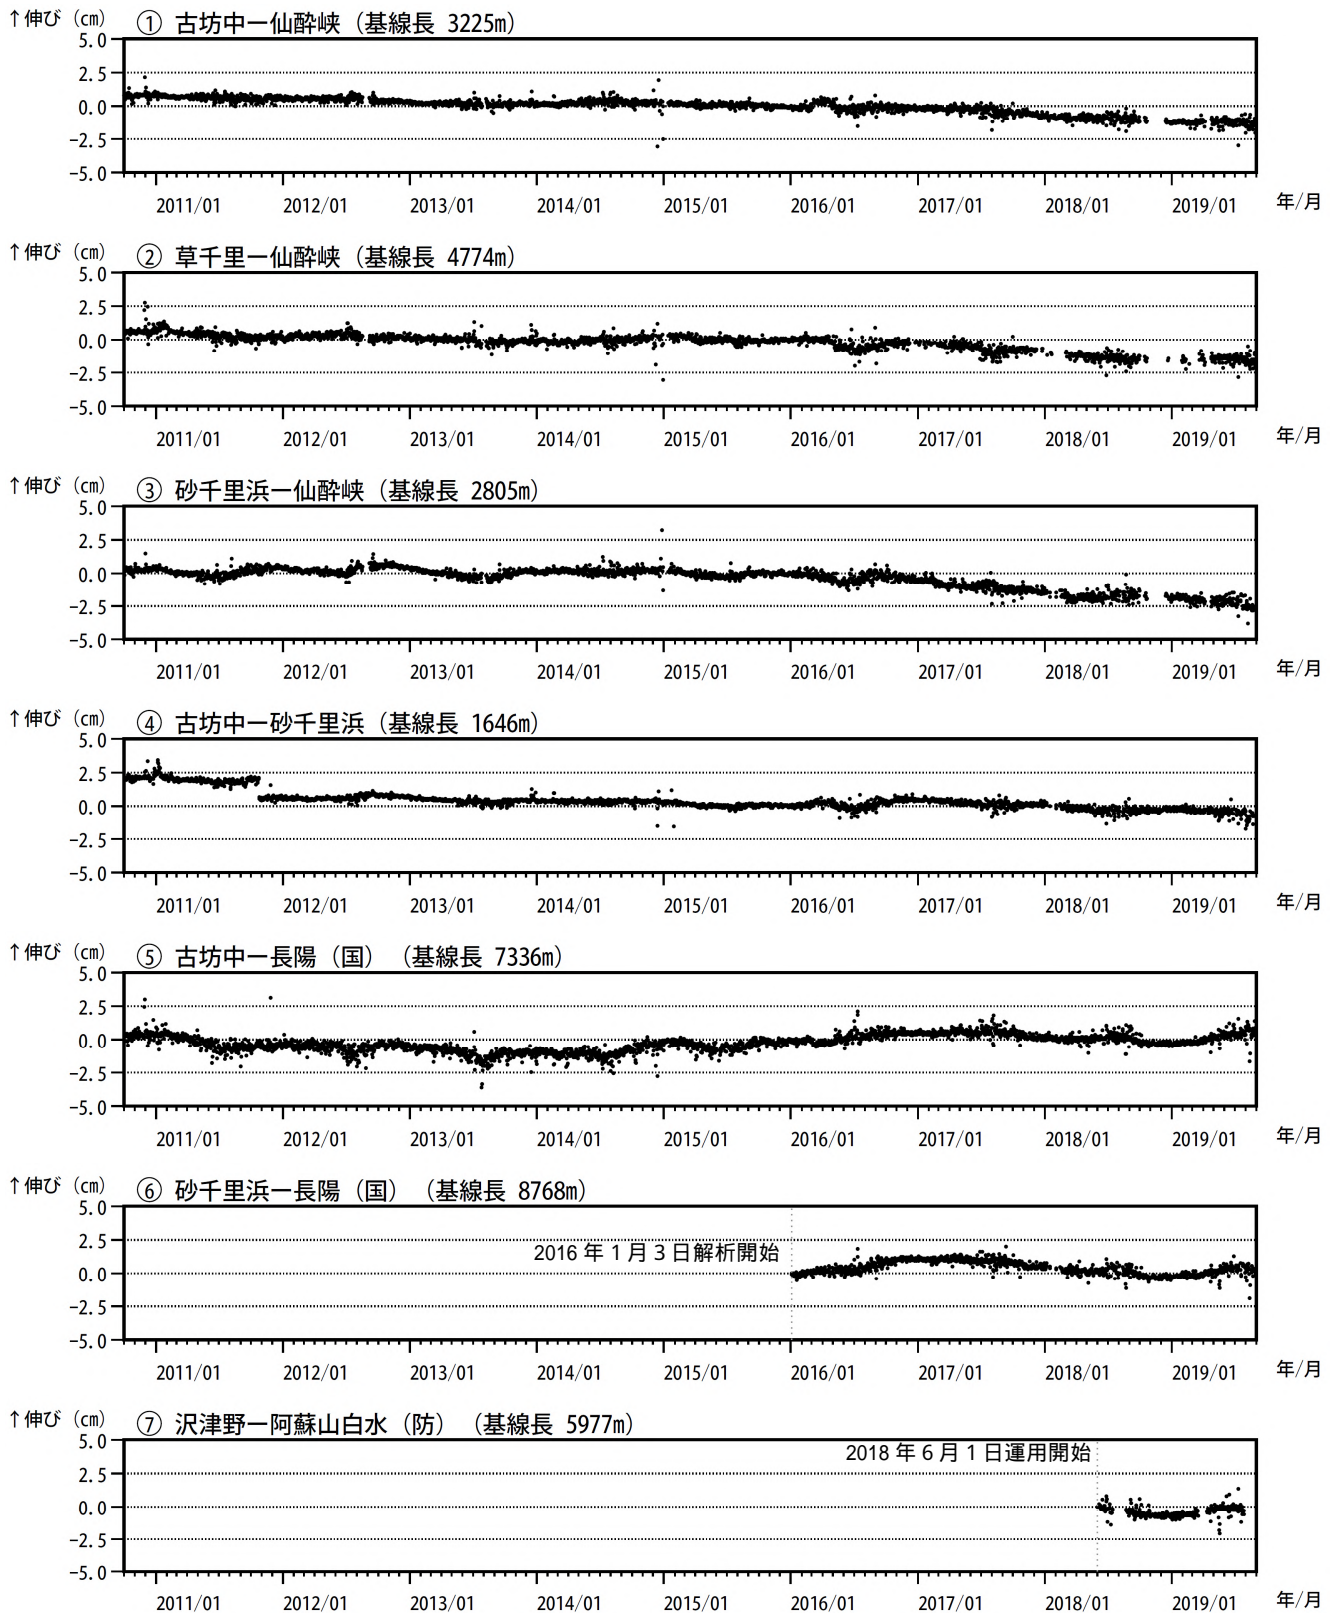 ↑伸び（㎝） ① 古坊中ー仙酔峡（基線長 3225m）
5.0
2.5
0.0
−2.5
−5.0
2011/01 2012/01 2013/01 2014/01 2015/01 2016/01 2017/01 2018/01 2019/01 年/月
↑伸び（㎝） ② 草千里ー仙酔峡（基線長 4774m）
5.0
2.5
0.0
−2.5
−5.0
2011/01 2012/01 2013/01 2014/01 2015/01 2016/01 2017/01 2018/01 2019/01 年/月
↑伸び（㎝） ③ 砂千里浜ー仙酔峡（基線長 2805m）
5.0
2.5
0.0
−2.5
−5.0
2011/01 2012/01 2013/01 2014/01 2015/01 2016/01 2017/01 2018/01 2019/01 年/月
↑伸び（㎝） ④ 古坊中ー砂千里浜（基線長 1646m）
5.0
2.5
0.0
−2.5
−5.0
2011/01 2012/01 2013/01 2014/01 2015/01 2016/01 2017/01 2018/01 2019/01 年/月
↑伸び（㎝） ⑤ 古坊中ー長陽（国）（基線長 7336m）
5.0
2.5
0.0
−2.5
−5.0
2011/01 2012/01 2013/01 2014/01 2015/01 2016/01 2017/01 2018/01 2019/01 年/月
↑伸び（㎝） ⑥ 砂千里浜ー長陽（国）（基線長 8768m）
5.0
2.5
2016 年 1 月 3 日解析開始
0.0
−2.5
−5.0
2011/01 2012/01 2013/01 2014/01 2015/01 2016/01 2017/01 2018/01 2019/01 年/月
↑伸び（㎝） ⑦ 沢津野ー阿蘇山白水（防）（基線長 5977m）
5.0
2018 年 6 月 1 日運用開始
2.5
0.0
−2.5
−5.0
2011/01 2012/01 2013/01 2014/01 2015/01 2016/01 2017/01 2018/01 2019/01 年/月